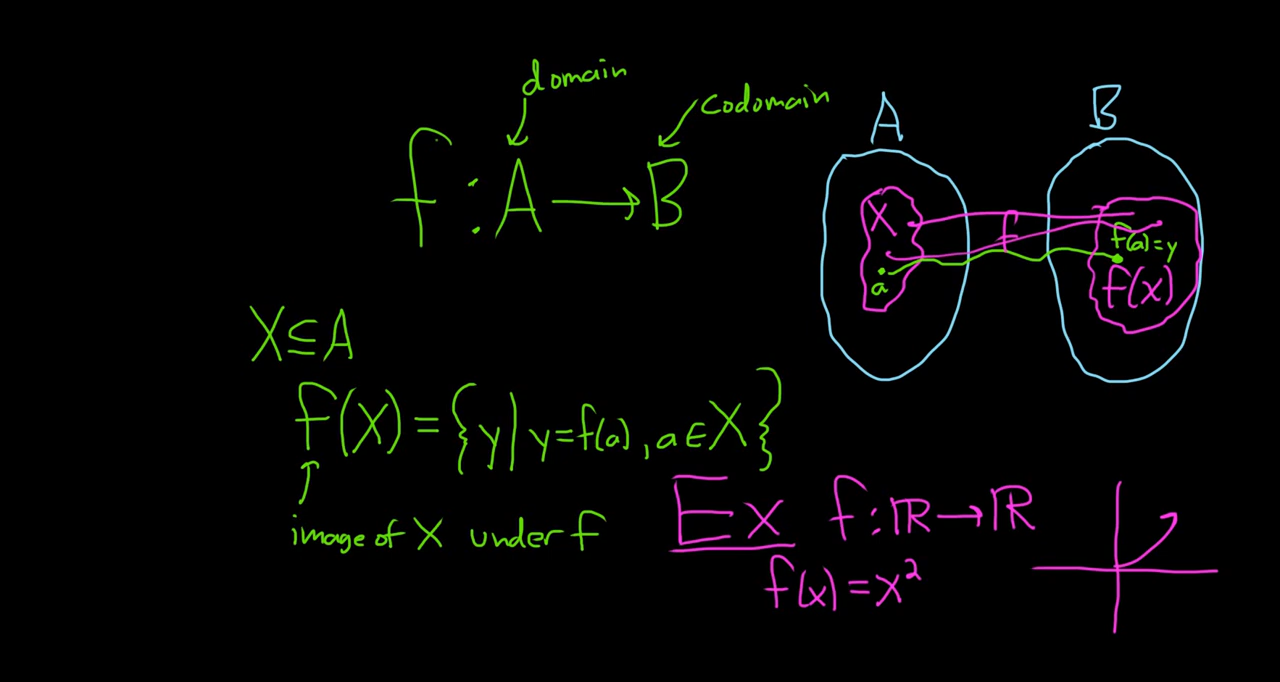 domain
codomain
f : A → B
A
B
X
f
f(a) = y
a
f(x)
X ⊆ A
f(X) = {y | y = f(a), a ∈ X}
image of X under f
Ex f : ℝ → ℝ
f(x) = x²